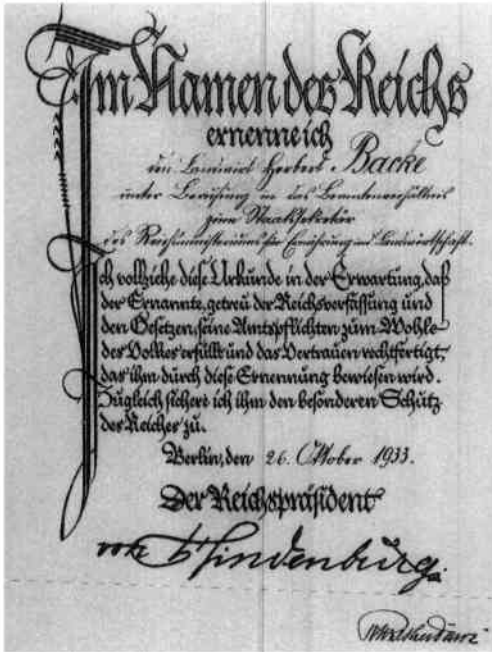 Im Namen des Reichs
ernenne ich
den Landwirt Herbert Backe
unter Berufung in das Beamtenverhältnis
zum Staatssekretär
des Reichsministeriums für Ernährung und Landwirtschaft.
Ich vollziehe diese Urkunde in der Erwartung, daß
der Ernannte, getreu der Reichsverfassung und
den Gesetzen, seine Amtspflichten zum Wohle
des Volkes erfüllt und das Vertrauen rechtfertigt,
das ihm durch diese Ernennung bewiesen wird.
Zugleich sichere ich ihm den besonderen Schutz
des Reiches zu.
Berlin, den 26. Oktober 1933.
Der Reichspräsident
von Hindenburg